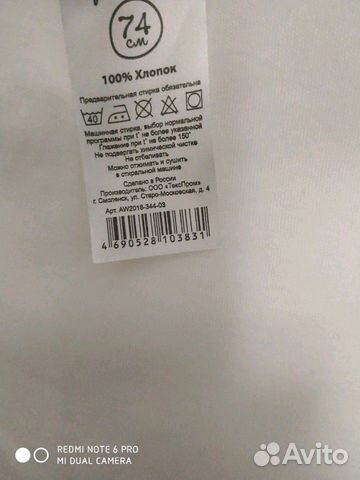 74
см
100% Хлопок
Предварительная стирка обязательна
40
Машинная стирка, выбор нормальной
программы при t° не более указанной
Глажение при t° не более 150°
Не подвергать химической чистке
Не отбеливать
Можно отжимать и сушить
в стиральной машине
Сделано в России
Производитель: ООО «ТексПром»
г. Смоленск, ул. Старо-Московская, д. 4
Арт. AW2018-344-03
4 690528 103831
REDMI NOTE 6 PRO
MI DUAL CAMERA
Avito